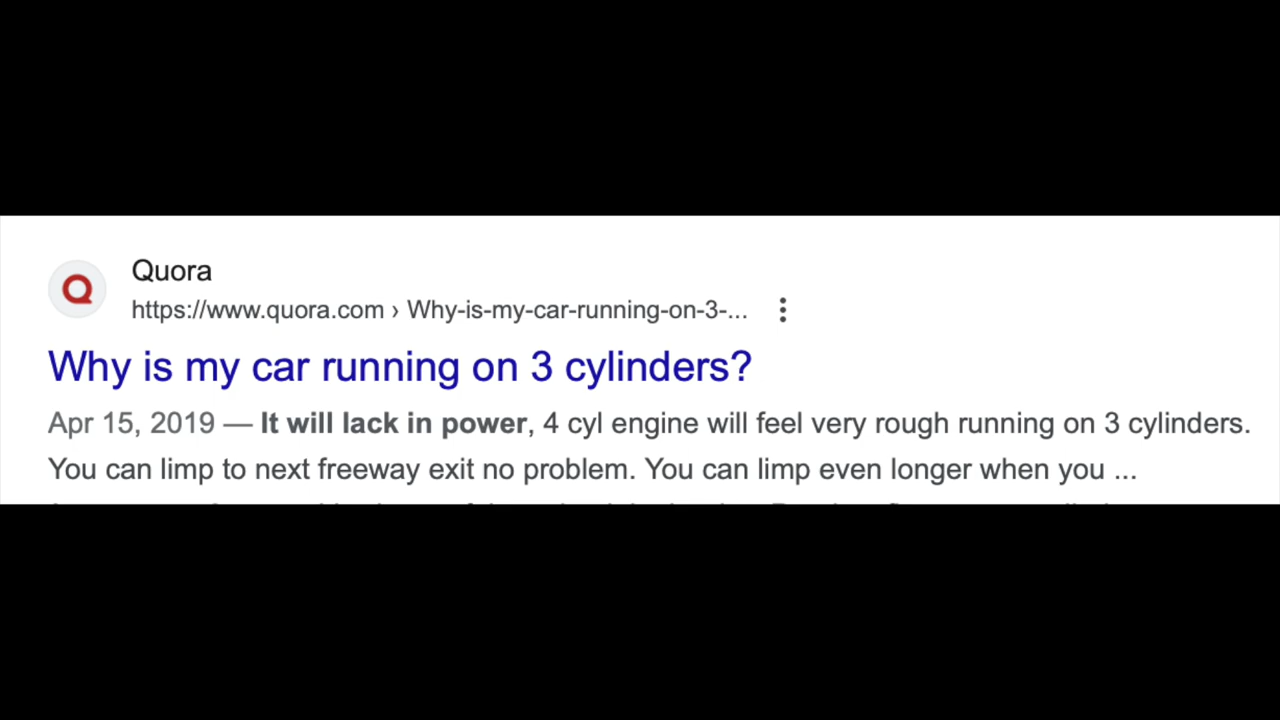 Quora
https://www.quora.com › Why-is-my-car-running-on-3-...
Why is my car running on 3 cylinders?
Apr 15, 2019 — It will lack in power, 4 cyl engine will feel very rough running on 3 cylinders.
You can limp to next freeway exit no problem. You can limp even longer when you ...